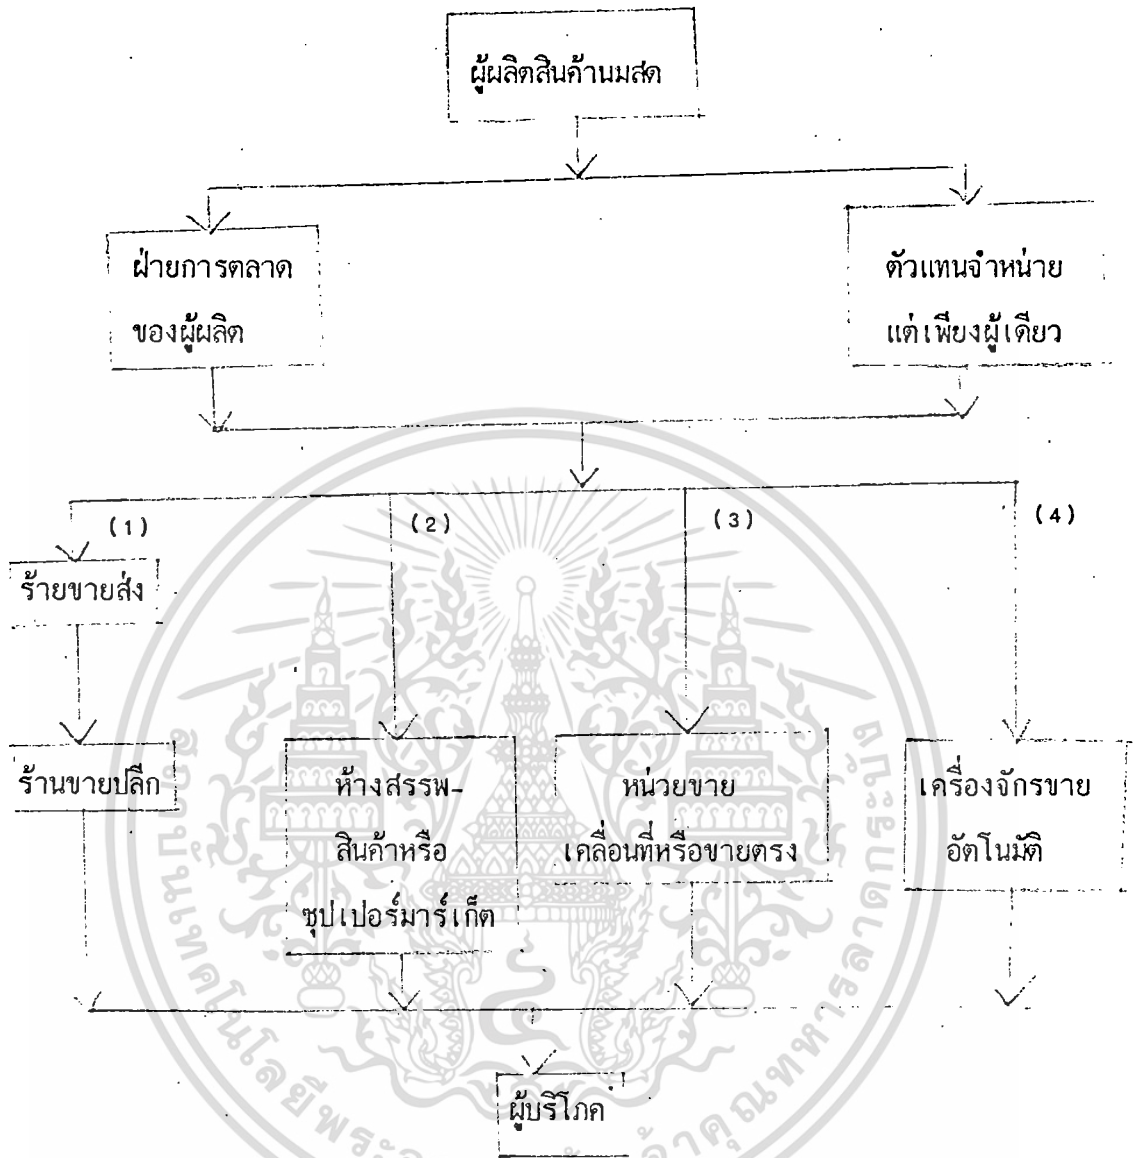 ผู้ผลิตสินค้านมสด
ฝ่ายการตลาด
ของผู้ผลิต
ตัวแทนจำหน่าย
แต่เพียงผู้เดียว
(1)
(2)
(3)
(4)
ร้ายขายส่ง
ร้านขายปลีก
ห้างสรรพ-
สินค้าหรือ
ซุปเปอร์มาร์เก็ต
หน่วยขาย
เคลื่อนที่หรือขายตรง
เครื่องจักรขาย
อัตโนมัติ
ผู้บริโภค